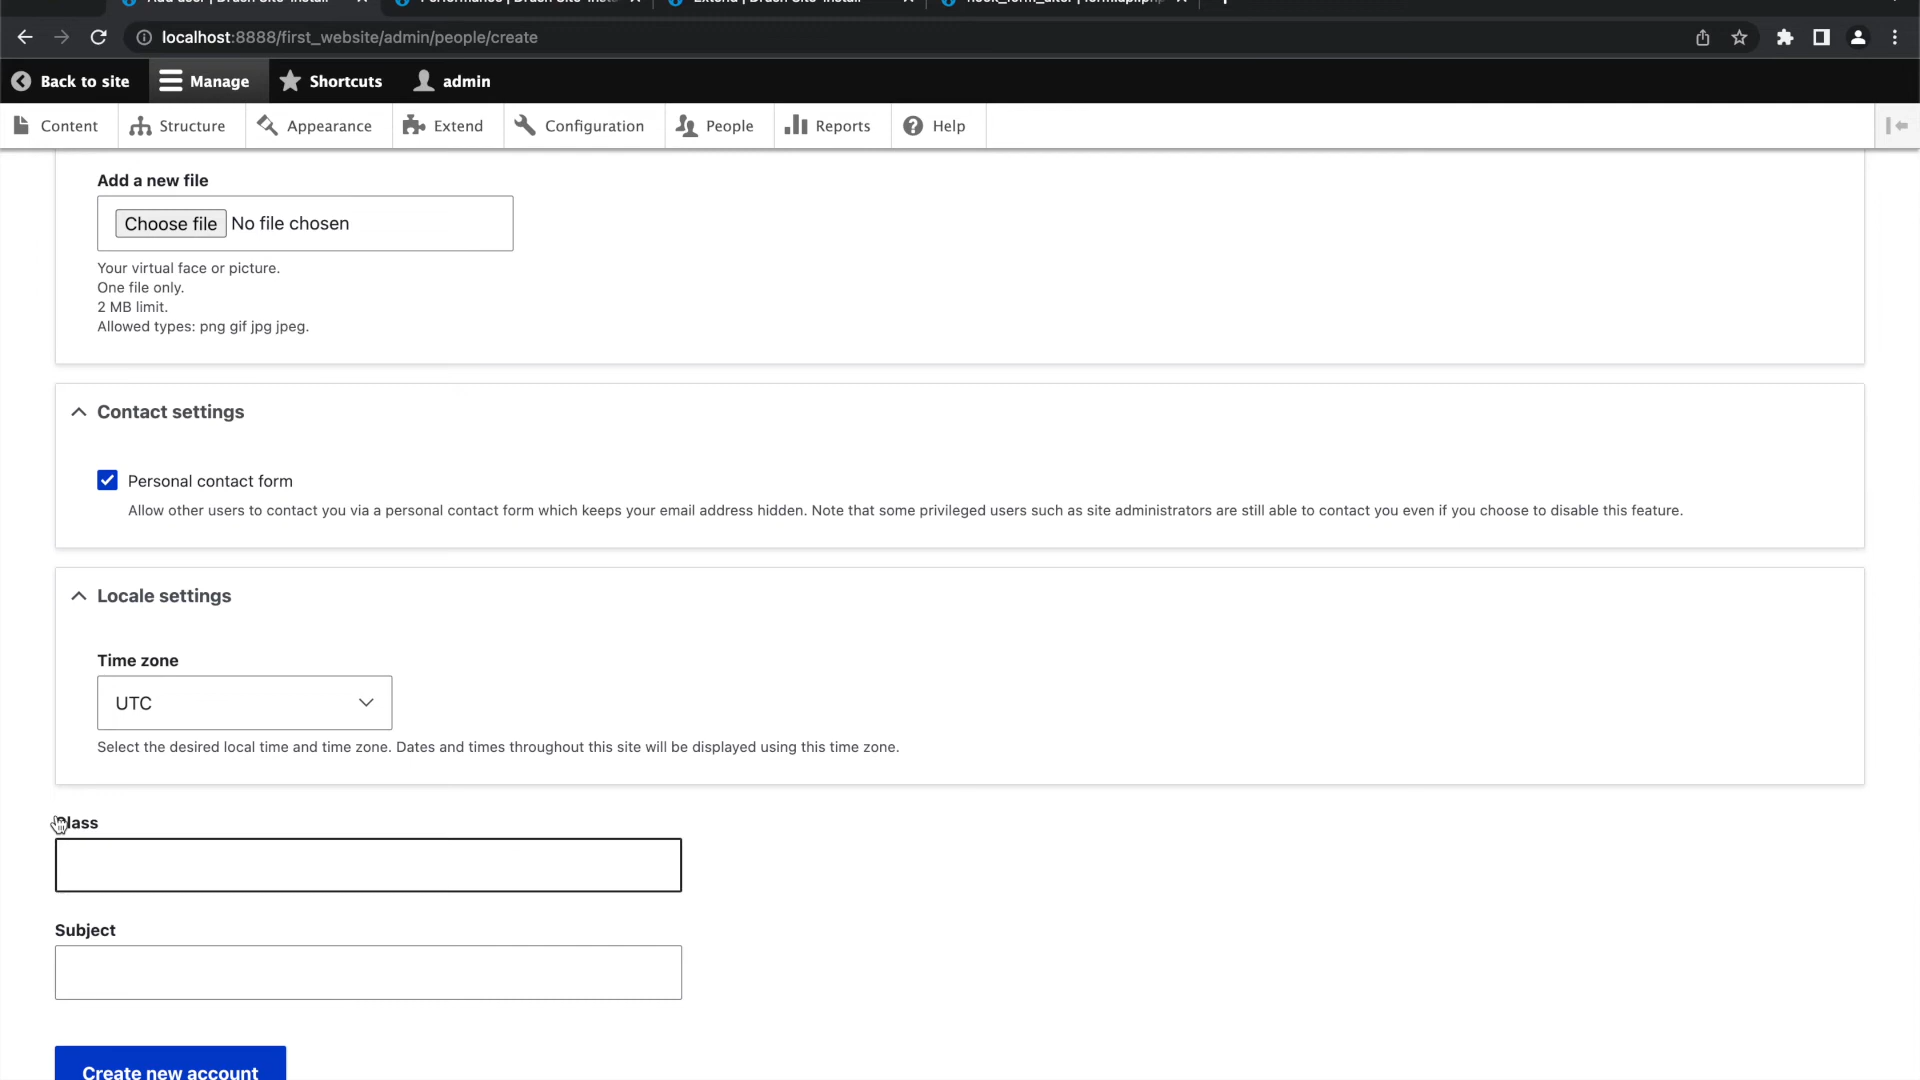 localhost:8888/first_website/admin/people/create
Back to site
Manage
Shortcuts
admin
Content
Structure
Appearance
Extend
Configuration
People
Reports
Help
Add a new file
Choose file No file chosen
Your virtual face or picture.
One file only.
2 MB limit.
Allowed types: png gif jpg jpeg.
Contact settings
Personal contact form
Allow other users to contact you via a personal contact form which keeps your email address hidden. Note that some privileged users such as site administrators are still able to contact you even if you choose to disable this feature.
Locale settings
Time zone
UTC
Select the desired local time and time zone. Dates and times throughout this site will be displayed using this time zone.
Class
Subject
Create new account